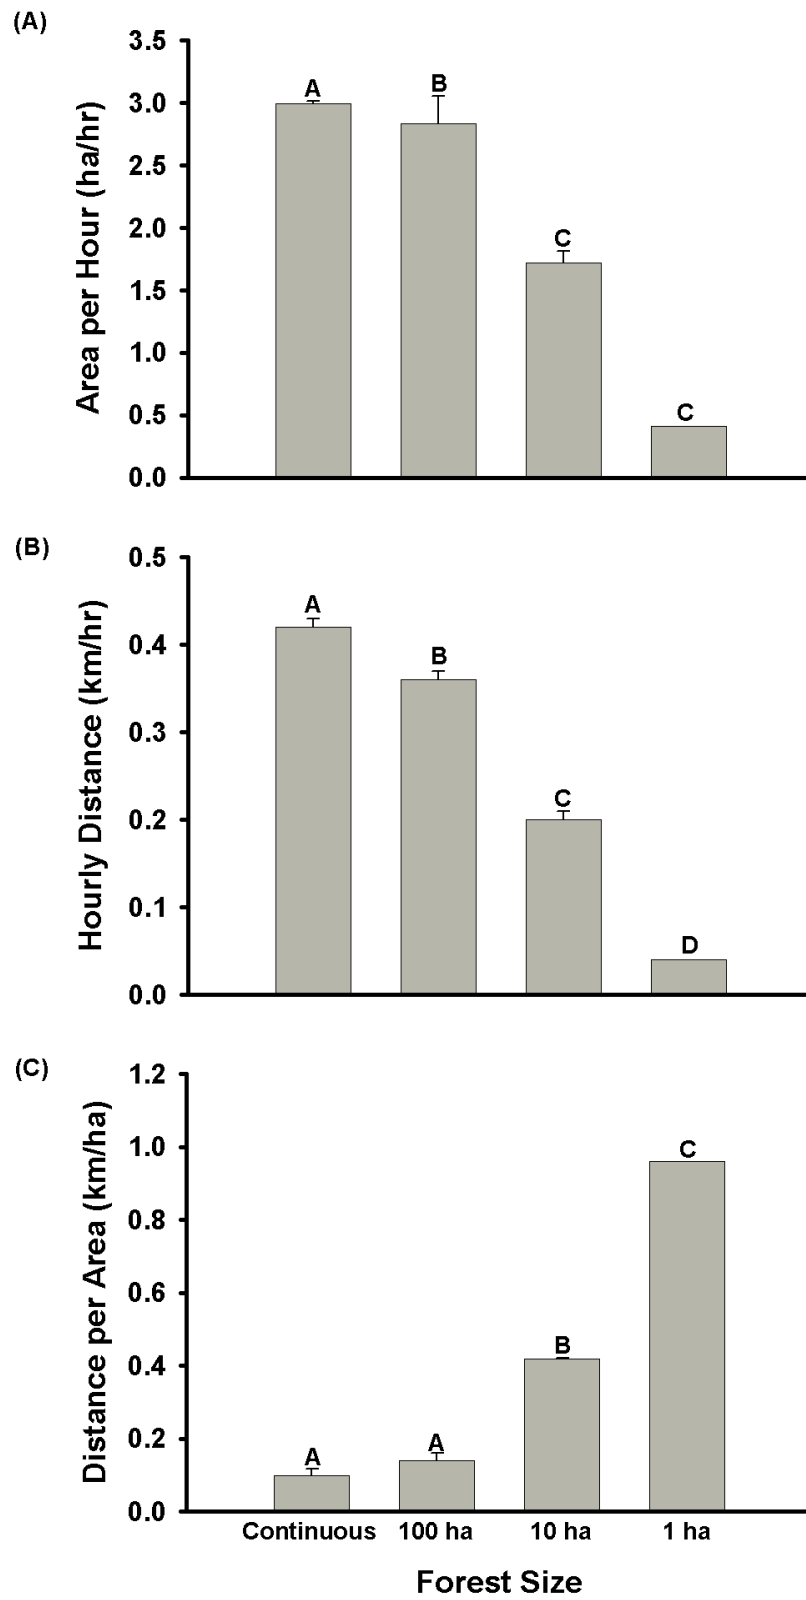 (A)
3.5
3.0
2.5
2.0
1.5
1.0
0.5
0.0
Area per Hour (ha/hr)
A
B
C
C
(B)
0.5
0.4
0.3
0.2
0.1
0.0
Hourly Distance (km/hr)
A
B
C
D
(C)
1.2
1.0
0.8
0.6
0.4
0.2
0.0
Distance per Area (km/ha)
A
A
B
C
Continuous 100 ha 10 ha 1 ha
Forest Size